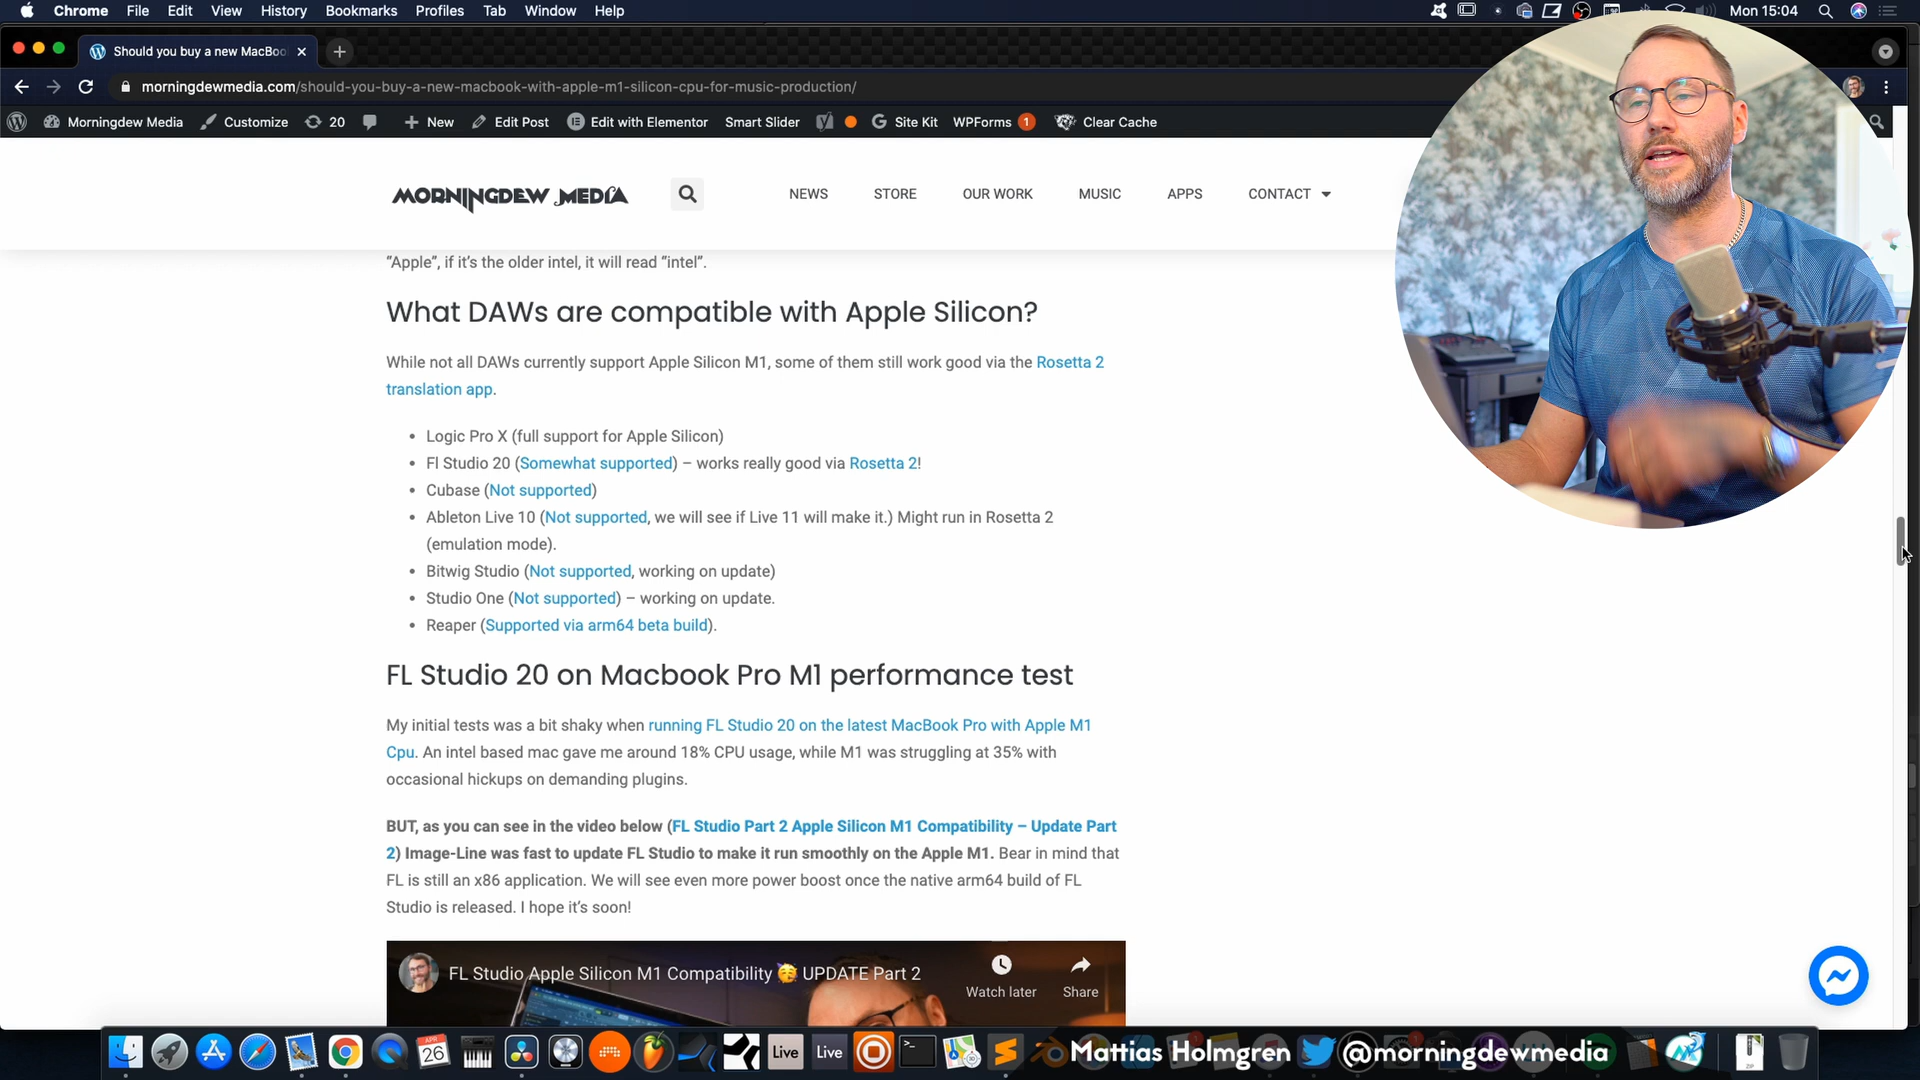 Chrome File Edit View History Bookmarks Profiles Tab Window Help Mon 15:04
Should you buy a new MacBoo
morningdewmedia.com/should-you-buy-a-new-macbook-with-apple-m1-silicon-cpu-for-music-production/
Morningdew Media Customize 20 New Edit Post Edit with Elementor Smart Slider Site Kit WPForms 1 Clear Cache
MORNINGDEW MEDIA NEWS STORE OUR WORK MUSIC APPS CONTACT
“Apple”, if it’s the older intel, it will read “intel”.
What DAWs are compatible with Apple Silicon?
While not all DAWs currently support Apple Silicon M1, some of them still work good via the Rosetta 2
translation app.
• Logic Pro X (full support for Apple Silicon)
• Fl Studio 20 (Somewhat supported) – works really good via Rosetta 2!
• Cubase (Not supported)
• Ableton Live 10 (Not supported, we will see if Live 11 will make it.) Might run in Rosetta 2
(emulation mode).
• Bitwig Studio (Not supported, working on update)
• Studio One (Not supported) – working on update.
• Reaper (Supported via arm64 beta build).
FL Studio 20 on Macbook Pro M1 performance test
My initial tests was a bit shaky when running FL Studio 20 on the latest MacBook Pro with Apple M1
Cpu. An intel based mac gave me around 18% CPU usage, while M1 was struggling at 35% with
occasional hickups on demanding plugins.
BUT, as you can see in the video below (FL Studio Part 2 Apple Silicon M1 Compatibility – Update Part
2) Image-Line was fast to update FL Studio to make it run smoothly on the Apple M1. Bear in mind that
FL is still an x86 application. We will see even more power boost once the native arm64 build of FL
Studio is released. I hope it’s soon!
FL Studio Apple Silicon M1 Compatibility 🥳 UPDATE Part 2
Watch later Share
APR
26 Live Live Mattias Holmgren @morningdewmedia ZIP